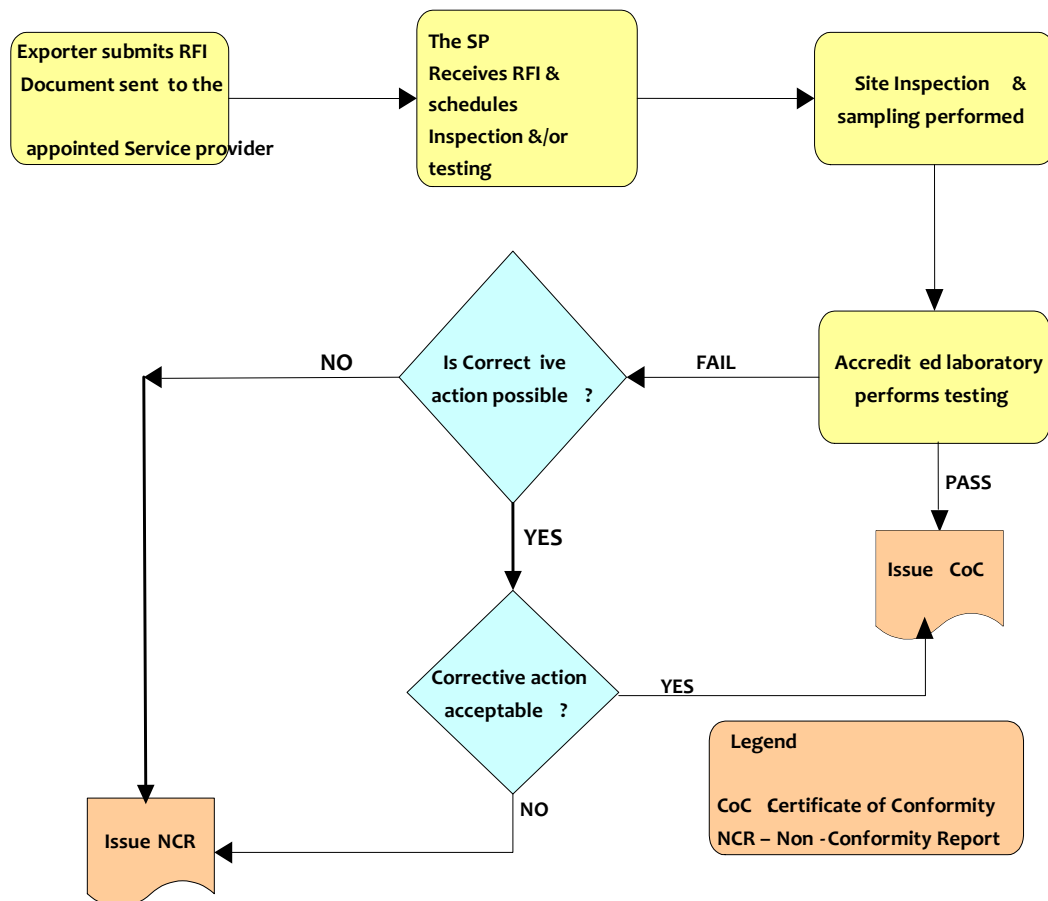 Exporter submits RFI
Document sent to the
appointed Service provider
The SP
Receives RFI &
schedules
Inspection &/or
testing
Site Inspection &
sampling performed
Accredit ed laboratory
performs testing
FAIL
Is Correct ive
action possible ?
NO
PASS
Issue CoC
YES
Corrective action
acceptable ?
YES
NO
Issue NCR
Legend
CoC Certificate of Conformity
NCR – Non -Conformity Report